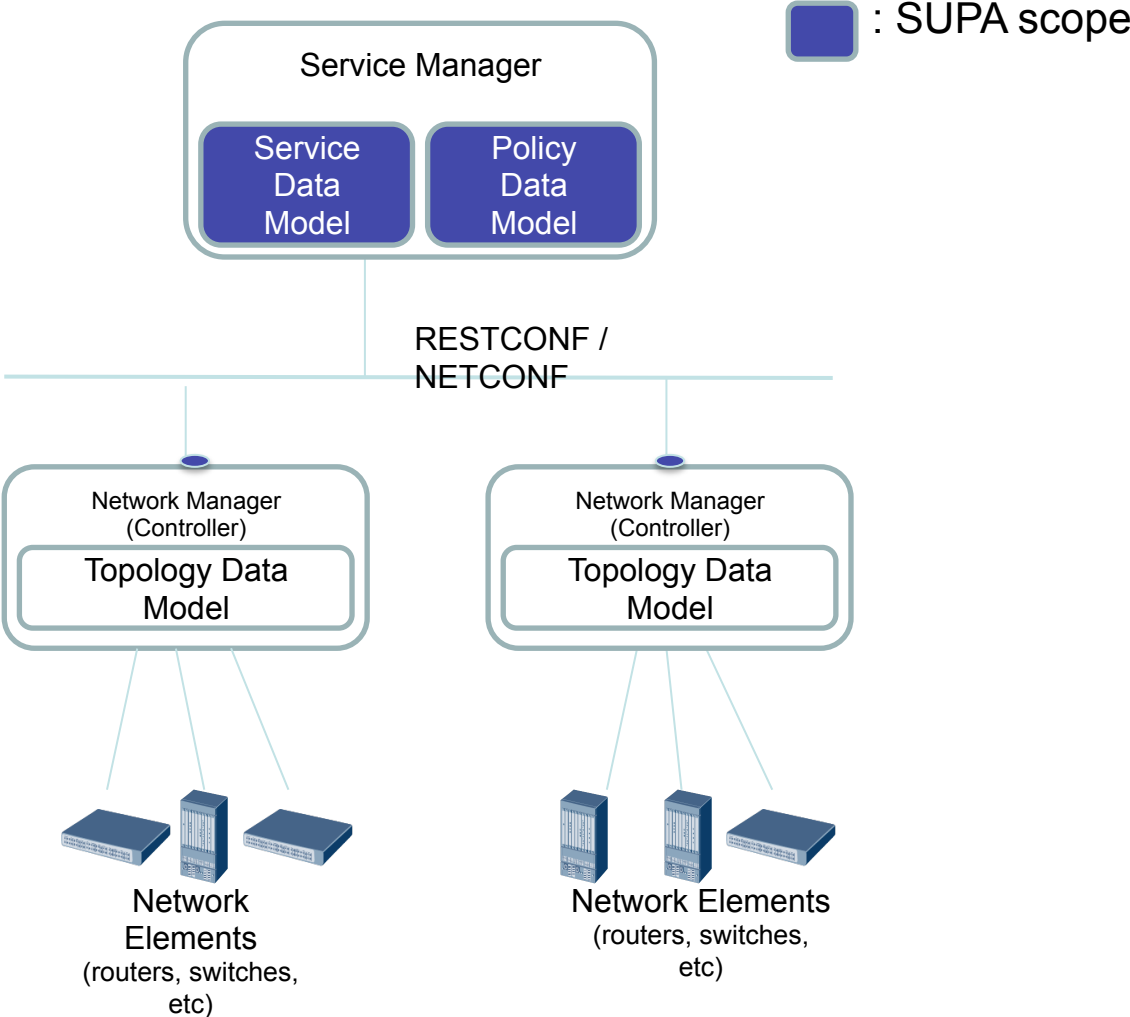 : SUPA scope
Service Manager
Service
Data
Model
Policy
Data
Model
RESTCONF /
NETCONF
Network Manager
(Controller)
Topology Data
Model
Network Manager
(Controller)
Topology Data
Model
Network
Elements
(routers, switches,
etc)
Network Elements
(routers, switches,
etc)